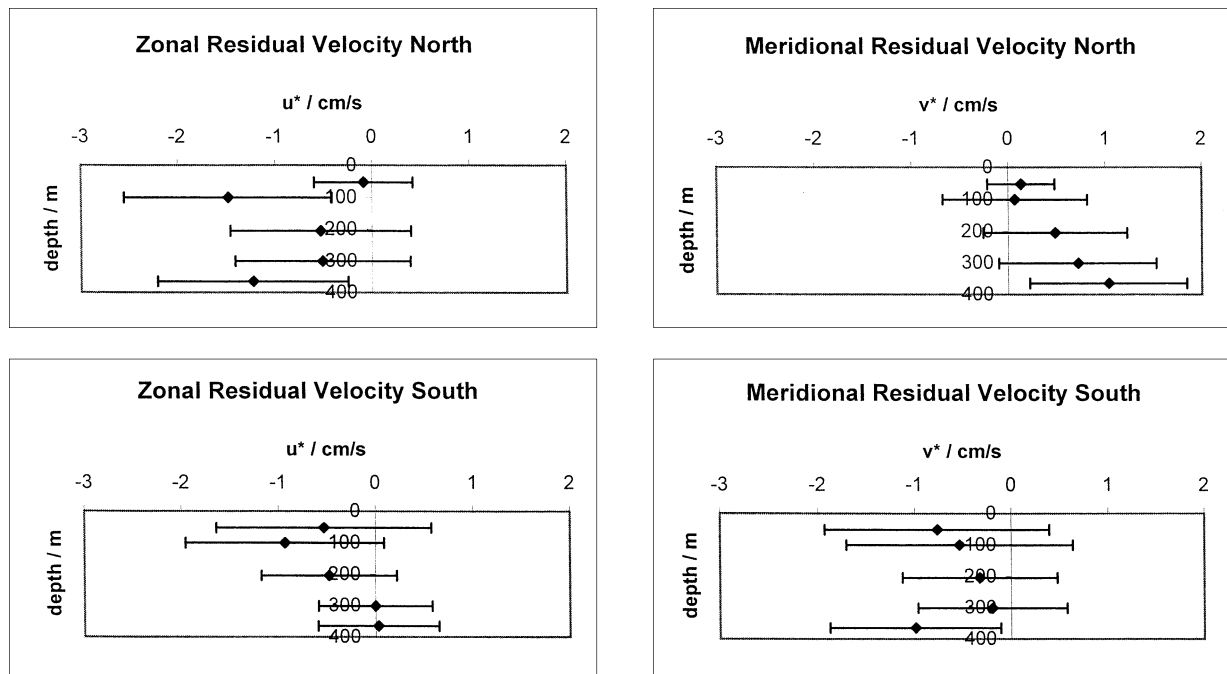 Zonal Residual Velocity North
u* / cm/s
-3 -2 -1 0 1 2
0
100
200
300
400
depth / m
Meridional Residual Velocity North
v* / cm/s
-3 -2 -1 0 1 2
0
100
200
300
400
depth / m
Zonal Residual Velocity South
u* / cm/s
-3 -2 -1 0 1 2
0
100
200
300
400
depth / m
Meridional Residual Velocity South
v* / cm/s
-3 -2 -1 0 1 2
0
100
200
300
400
depth / m